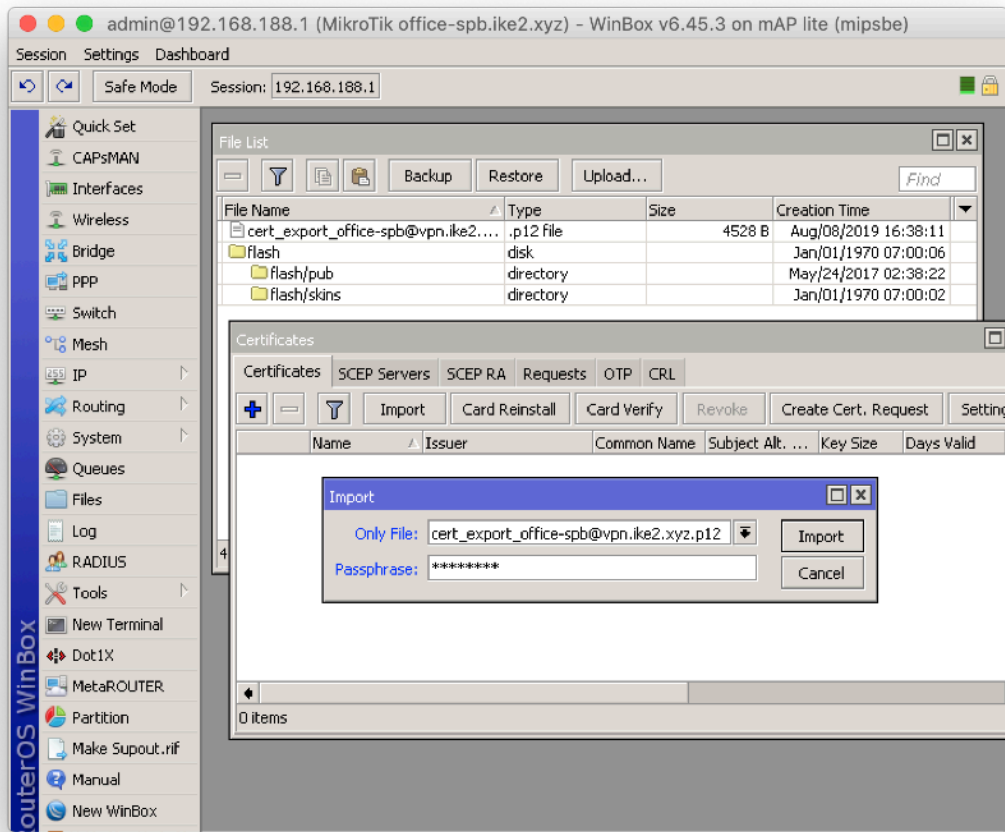 admin@192.168.188.1 (MikroTik office-spb.ike2.xyz) - WinBox v6.45.3 on mAP lite (mipsbe)
Session Settings Dashboard
Safe Mode Session: 192.168.188.1
Quick Set
CAPsMAN
Interfaces
Wireless
Bridge
PPP
Switch
Mesh
IP
Routing
System
Queues
Files
Log
RADIUS
Tools
New Terminal
Dot1X
MetaROUTER
Partition
Make Supout.rif
Manual
New WinBox
RouterOS WinBox
File List
Backup Restore Upload... Find
File Name Type Size Creation Time
cert_export_office-spb@vpn.ike2.... .p12 file 4528 B Aug/08/2019 16:38:11
flash disk Jan/01/1970 07:00:06
flash/pub directory May/24/2017 02:38:22
flash/skins directory Jan/01/1970 07:00:02
4
Certificates
Certificates SCEP Servers SCEP RA Requests OTP CRL
Import Card Reinstall Card Verify Revoke Create Cert. Request Setting
Name Issuer Common Name Subject Alt. ... Key Size Days Valid
Import
Only File: cert_export_office-spb@vpn.ike2.xyz.p12 Import
Passphrase: ******** Cancel
0 items